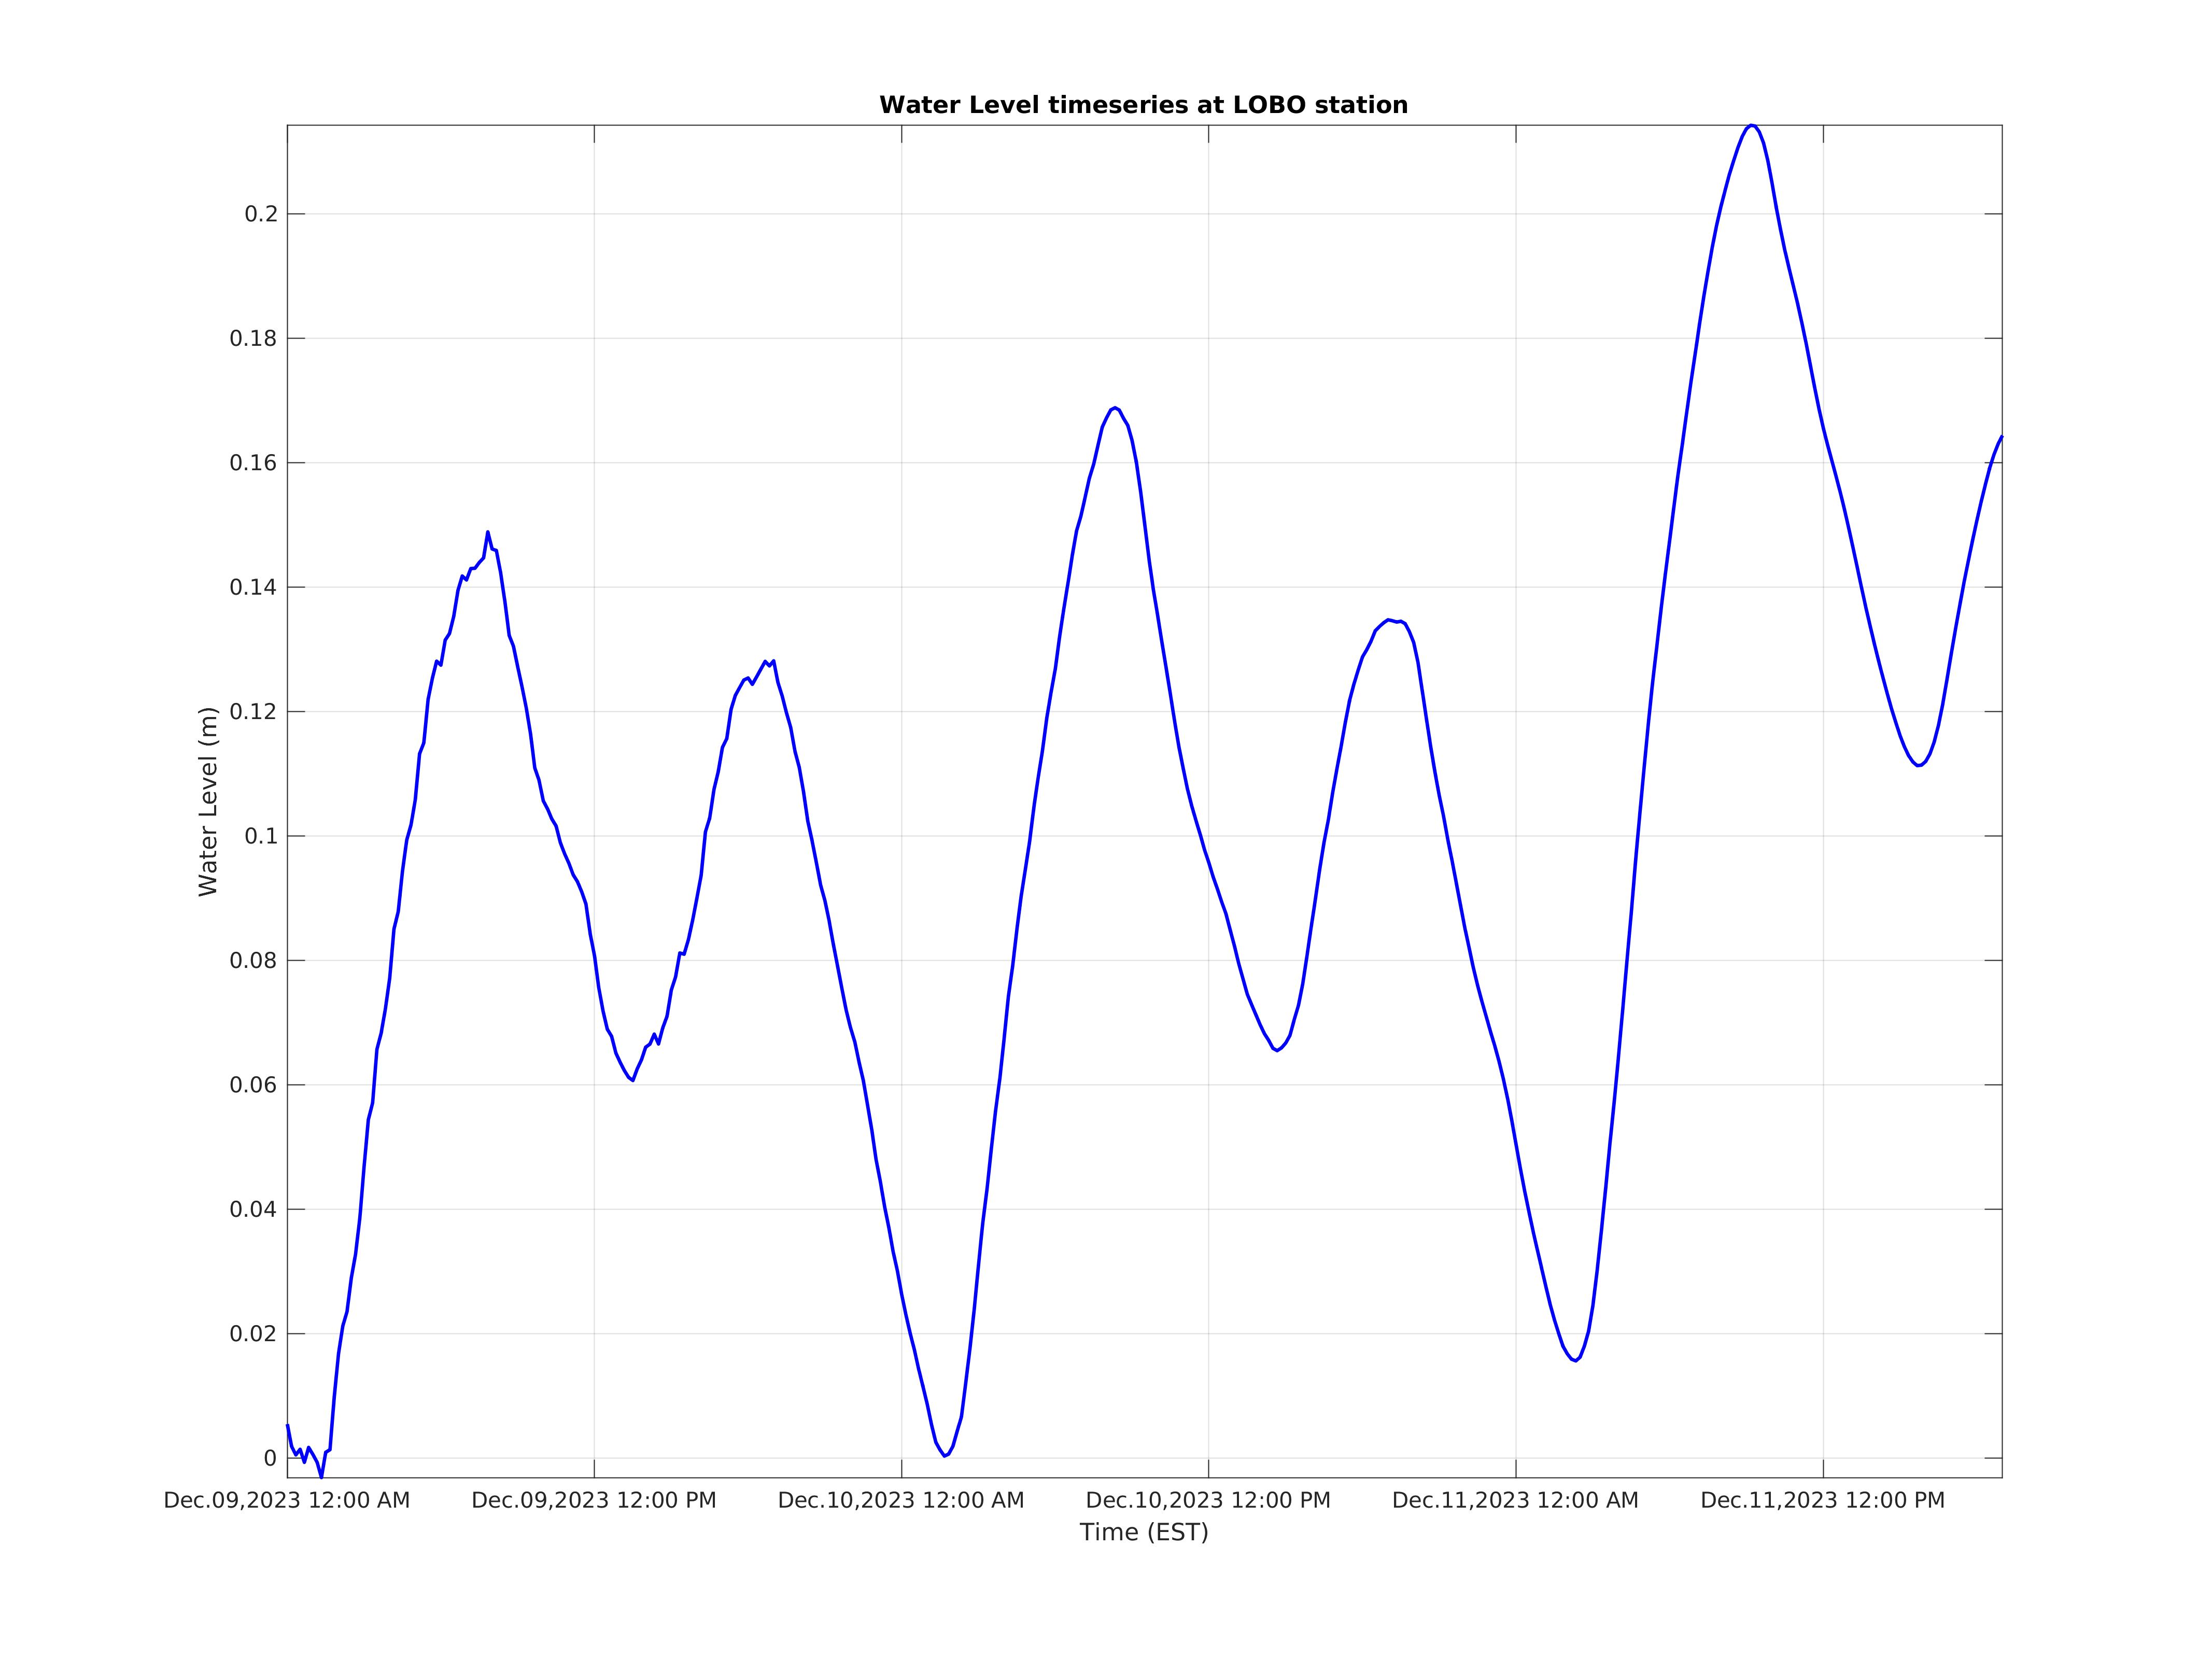 Water Level timeseries at LOBO station
0.2
0.18
0.16
0.14
0.12
0.1
0.08
0.06
0.04
0.02
0
Water Level (m)
Dec.09,2023 12:00 AM Dec.09,2023 12:00 PM Dec.10,2023 12:00 AM Dec.10,2023 12:00 PM Dec.11,2023 12:00 AM Dec.11,2023 12:00 PM
Time (EST)